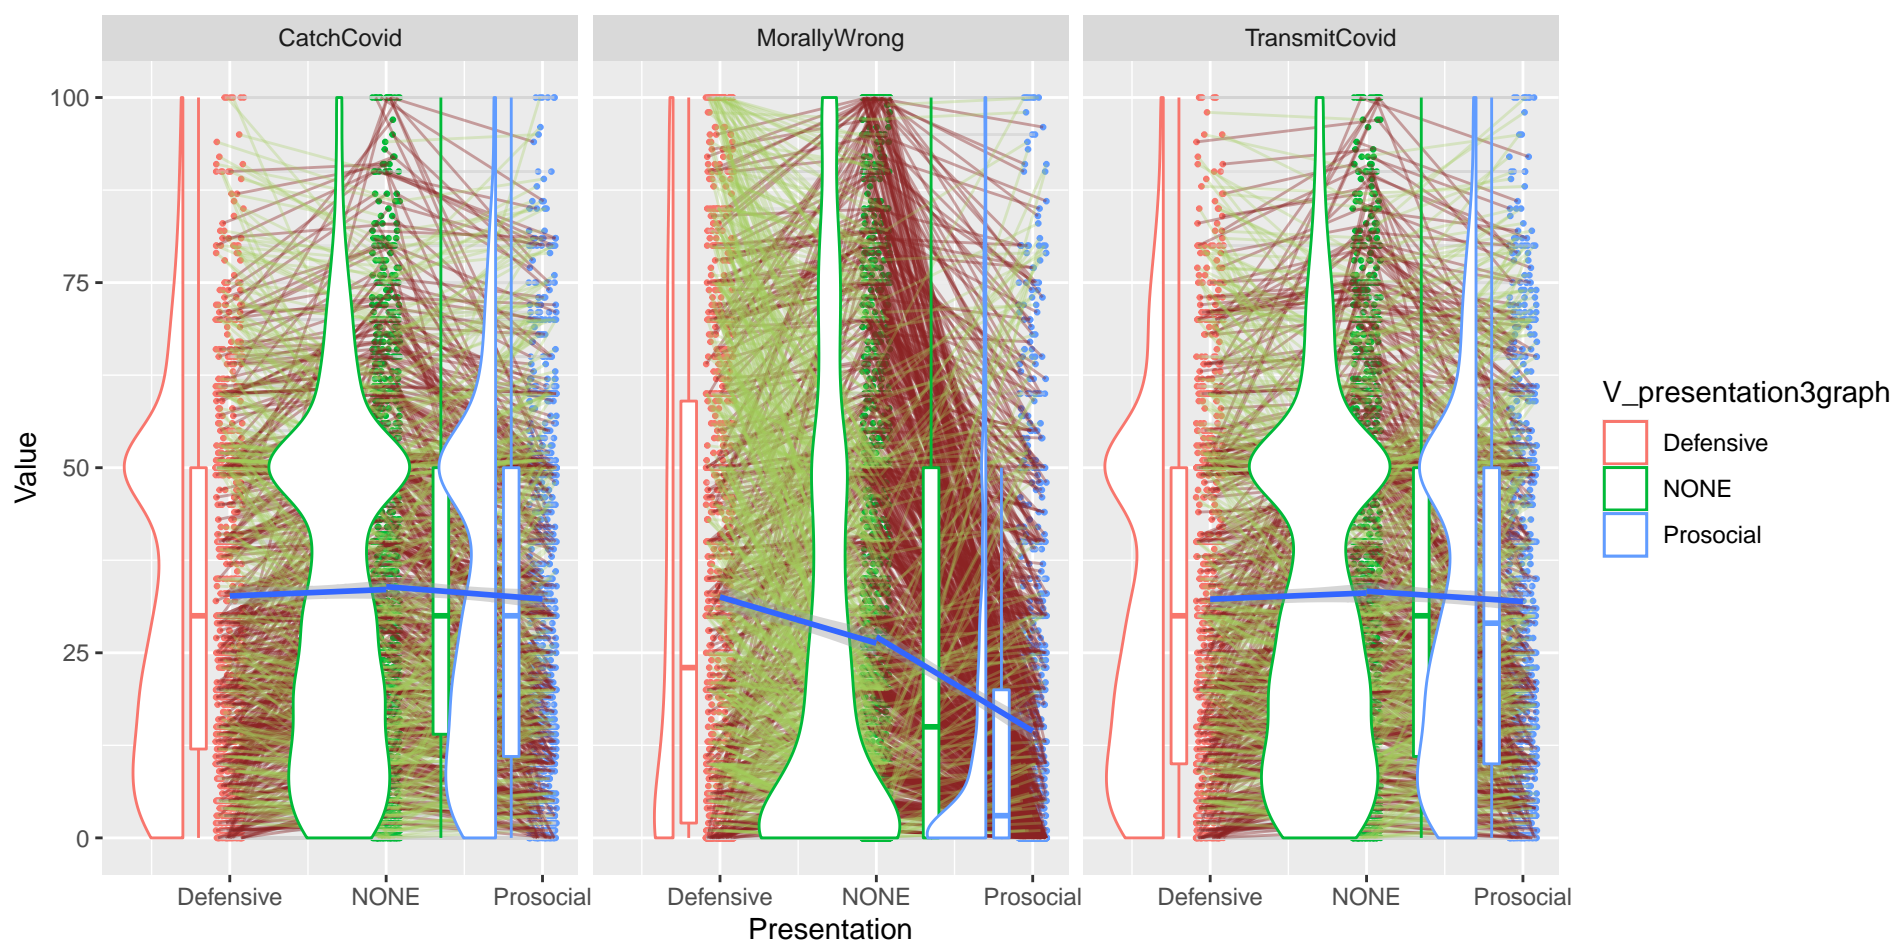 CatchCovid MorallyWrong TransmitCovid
100
75
50
25
0
Value
Defensive NONE Prosocial Defensive NONE Prosocial Defensive NONE Prosocial
Presentation
V_presentation3graph
Defensive
NONE
Prosocial